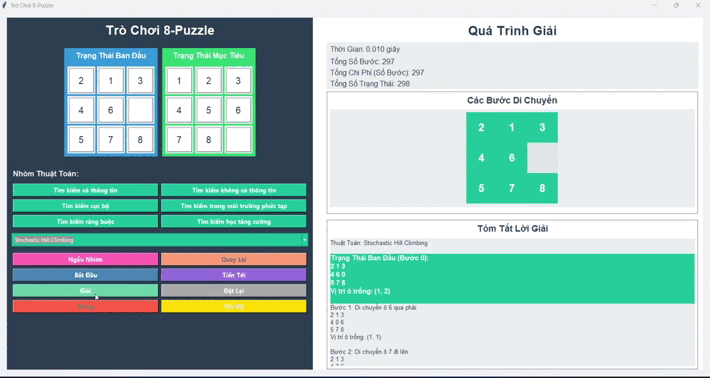 Trò Chơi 8-Puzzle
Trò Chơi 8-Puzzle
Trạng Thái Ban Đầu
2 1 3
4 6
5 7 8
Trạng Thái Mục Tiêu
1 2 3
4 5 6
7 8
Nhóm Thuật Toán:
Tìm kiếm có thông tin
Tìm kiếm không có thông tin
Tìm kiếm cục bộ
Tìm kiếm trong môi trường phức tạp
Tìm kiếm ràng buộc
Tìm kiếm học tăng cường
Stochastic Hill Climbing
Ngẫu Nhiên
Quay Lại
Bắt Đầu
Tiến Tới
Giải
Đặt Lại
Quá Trình Giải
Thời Gian: 0.010 giây
Tổng Số Bước: 297
Tổng Chi Phí (Số Bước): 297
Tổng Số Trạng Thái: 298
Các Bước Di Chuyển
2 1 3
4 6
5 7 8
Tóm Tắt Lời Giải
Thuật Toán: Stochastic Hill Climbing
Trạng Thái Ban Đầu (Bước 0):
2 1 3
4 6 0
5 7 8
Vị trí ô trống: (1, 2)
Bước 1: Di chuyển ô 6 qua phải
2 1 3
4 0 6
5 7 8
Vị trí ô trống: (1, 1)
Bước 2: Di chuyển ô 7 đi lên
2 1 3
4 7 6